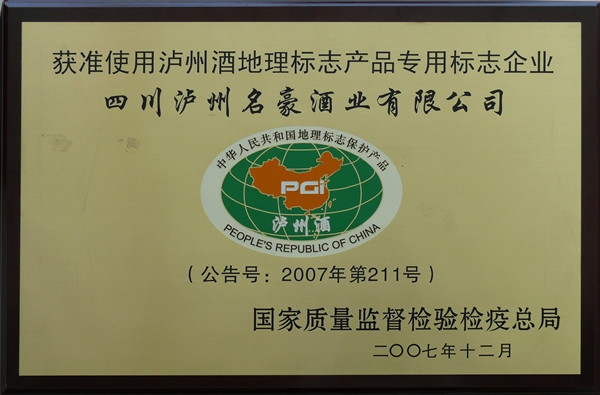 获准使用泸州酒地理标志产品专用标志企业
四川泸州名豪酒业有限公司
中华人民共和国地理标志保护产品
PGI
泸州酒
PEOPLE'S REPUBLIC OF CHINA
（公告号：2007年第211号）
国家质量监督检验检疫总局
二〇〇七年十二月